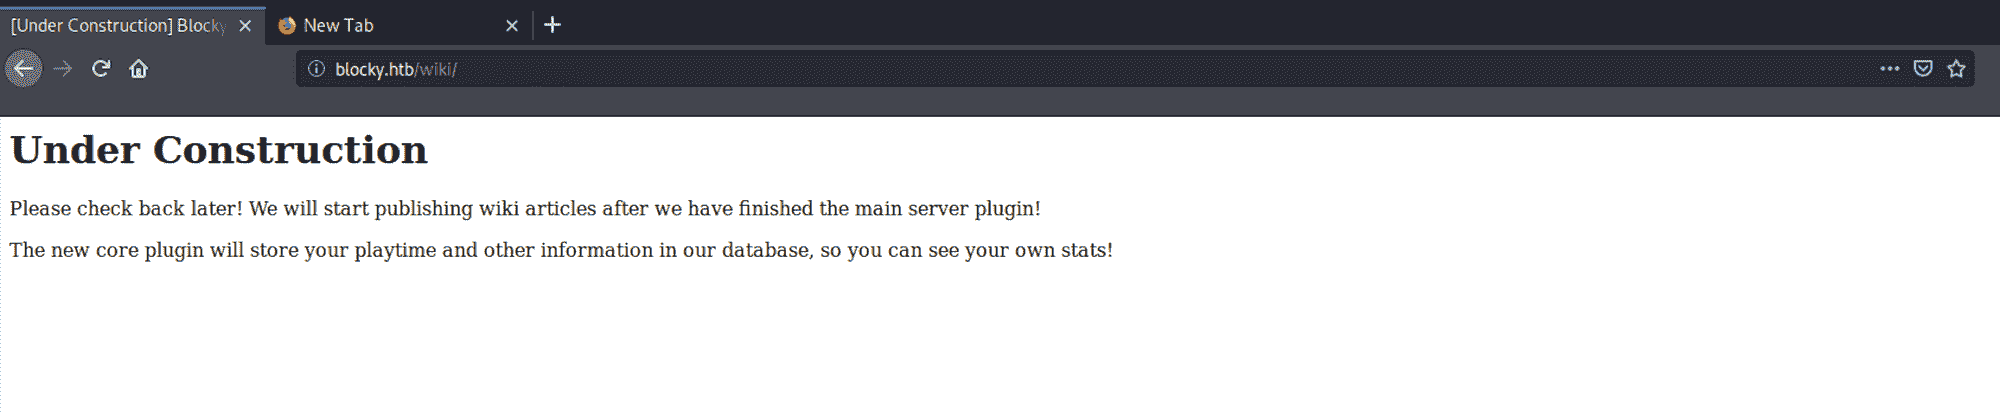 [Under Construction] Blocky
New Tab
blocky.htb/wiki/
Under Construction
Please check back later! We will start publishing wiki articles after we have finished the main server plugin!
The new core plugin will store your playtime and other information in our database, so you can see your own stats!